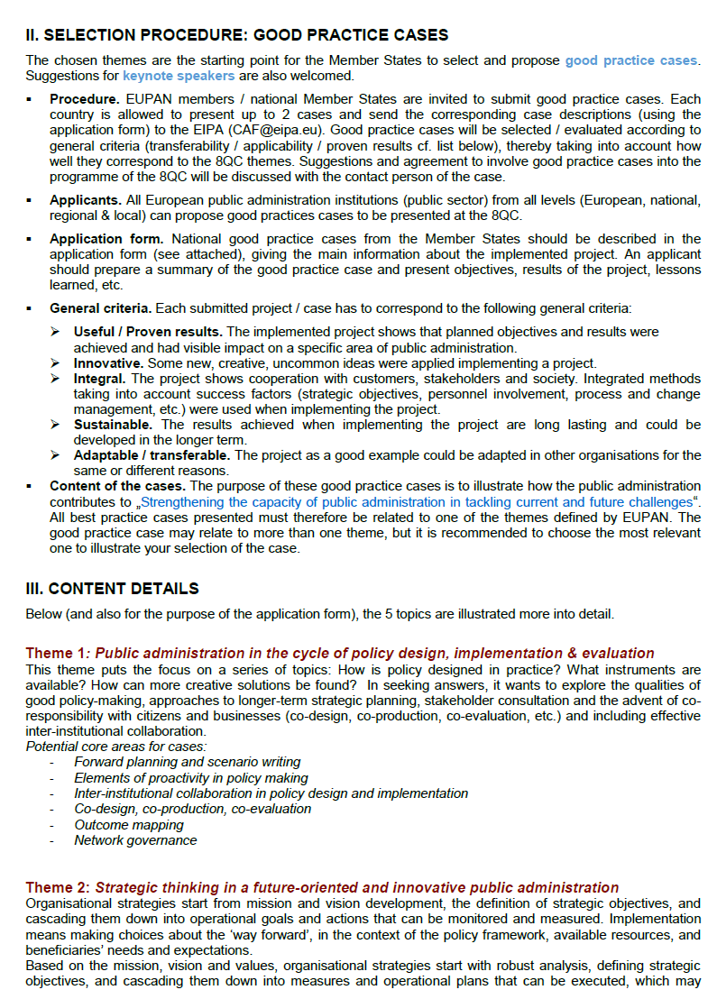 II. SELECTION PROCEDURE: GOOD PRACTICE CASES
The chosen themes are the starting point for the Member States to select and propose good practice cases.
Suggestions for keynote speakers are also welcomed.
▪ Procedure. EUPAN members / national Member States are invited to submit good practice cases. Each
country is allowed to present up to 2 cases and send the corresponding case descriptions (using the
application form) to the EIPA (CAF@eipa.eu). Good practice cases will be selected / evaluated according to
general criteria (transferability / applicability / proven results cf. list below), thereby taking into account how
well they correspond to the 8QC themes. Suggestions and agreement to involve good practice cases into the
programme of the 8QC will be discussed with the contact person of the case.
▪ Applicants. All European public administration institutions (public sector) from all levels (European, national,
regional & local) can propose good practices cases to be presented at the 8QC.
▪ Application form. National good practice cases from the Member States should be described in the
application form (see attached), giving the main information about the implemented project. An applicant
should prepare a summary of the good practice case and present objectives, results of the project, lessons
learned, etc.
▪ General criteria. Each submitted project / case has to correspond to the following general criteria:
➢ Useful / Proven results. The implemented project shows that planned objectives and results were
achieved and had visible impact on a specific area of public administration.
➢ Innovative. Some new, creative, uncommon ideas were applied implementing a project.
➢ Integral. The project shows cooperation with customers, stakeholders and society. Integrated methods
taking into account success factors (strategic objectives, personnel involvement, process and change
management, etc.) were used when implementing the project.
➢ Sustainable. The results achieved when implementing the project are long lasting and could be
developed in the longer term.
➢ Adaptable / transferable. The project as a good example could be adapted in other organisations for the
same or different reasons.
▪ Content of the cases. The purpose of these good practice cases is to illustrate how the public administration
contributes to „Strengthening the capacity of public administration in tackling current and future challenges“.
All best practice cases presented must therefore be related to one of the themes defined by EUPAN. The
good practice case may relate to more than one theme, but it is recommended to choose the most relevant
one to illustrate your selection of the case.
III. CONTENT DETAILS
Below (and also for the purpose of the application form), the 5 topics are illustrated more into detail.
Theme 1: Public administration in the cycle of policy design, implementation & evaluation
This theme puts the focus on a series of topics: How is policy designed in practice? What instruments are
available? How can more creative solutions be found? In seeking answers, it wants to explore the qualities of
good policy-making, approaches to longer-term strategic planning, stakeholder consultation and the advent of co-
responsibility with citizens and businesses (co-design, co-production, co-evaluation, etc.) and including effective
inter-institutional collaboration.
Potential core areas for cases:
- Forward planning and scenario writing
- Elements of proactivity in policy making
- Inter-institutional collaboration in policy design and implementation
- Co-design, co-production, co-evaluation
- Outcome mapping
- Network governance
Theme 2: Strategic thinking in a future-oriented and innovative public administration
Organisational strategies start from mission and vision development, the definition of strategic objectives, and
cascading them down into operational goals and actions that can be monitored and measured. Implementation
means making choices about the ‘way forward’, in the context of the policy framework, available resources, and
beneficiaries’ needs and expectations.
Based on the mission, vision and values, organisational strategies start with robust analysis, defining strategic
objectives, and cascading them down into measures and operational plans that can be executed, which may